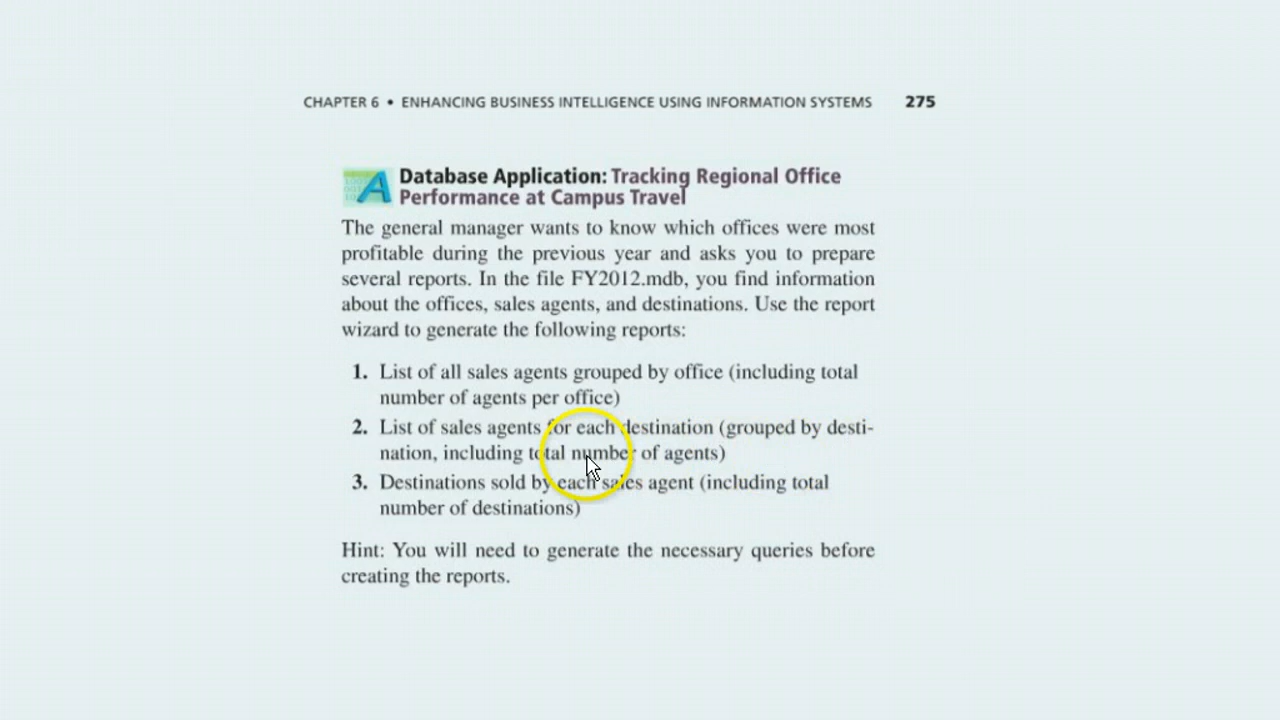 CHAPTER 6 • ENHANCING BUSINESS INTELLIGENCE USING INFORMATION SYSTEMS 275
Database Application: Tracking Regional Office
Performance at Campus Travel
The general manager wants to know which offices were most
profitable during the previous year and asks you to prepare
several reports. In the file FY2012.mdb, you find information
about the offices, sales agents, and destinations. Use the report
wizard to generate the following reports:
1. List of all sales agents grouped by office (including total
number of agents per office)
2. List of sales agents for each destination (grouped by desti-
nation, including total number of agents)
3. Destinations sold by each sales agent (including total
number of destinations)
Hint: You will need to generate the necessary queries before
creating the reports.